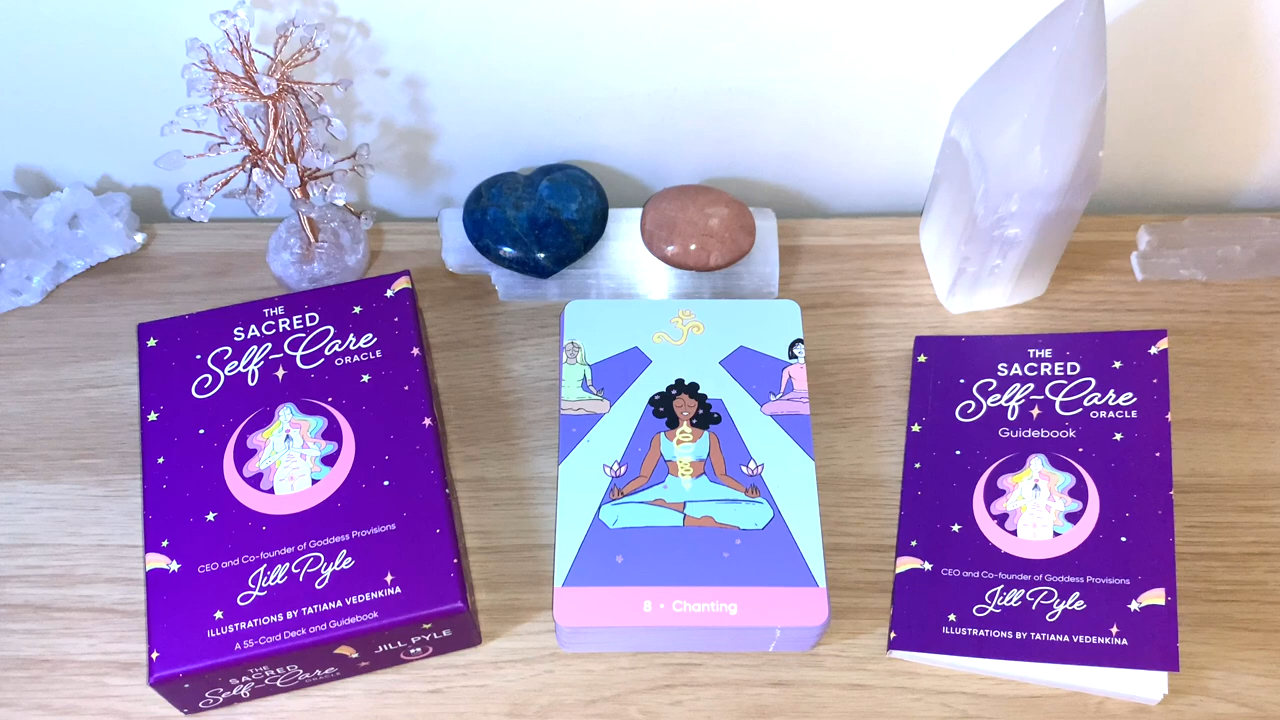 THE
SACRED
Self-Care
ORACLE
CEO and Co-founder of Goddess Provisions
Jill Pyle
ILLUSTRATIONS BY TATIANA VEDENKINA
A 55-Card Deck and Guidebook
THE
SACRED
Self-Care
ORACLE
JILL PYLE
ॐ
8 • Chanting
THE
SACRED
Self-Care
ORACLE
Guidebook
CEO and Co-founder of Goddess Provisions
Jill Pyle
ILLUSTRATIONS BY TATIANA VEDENKINA